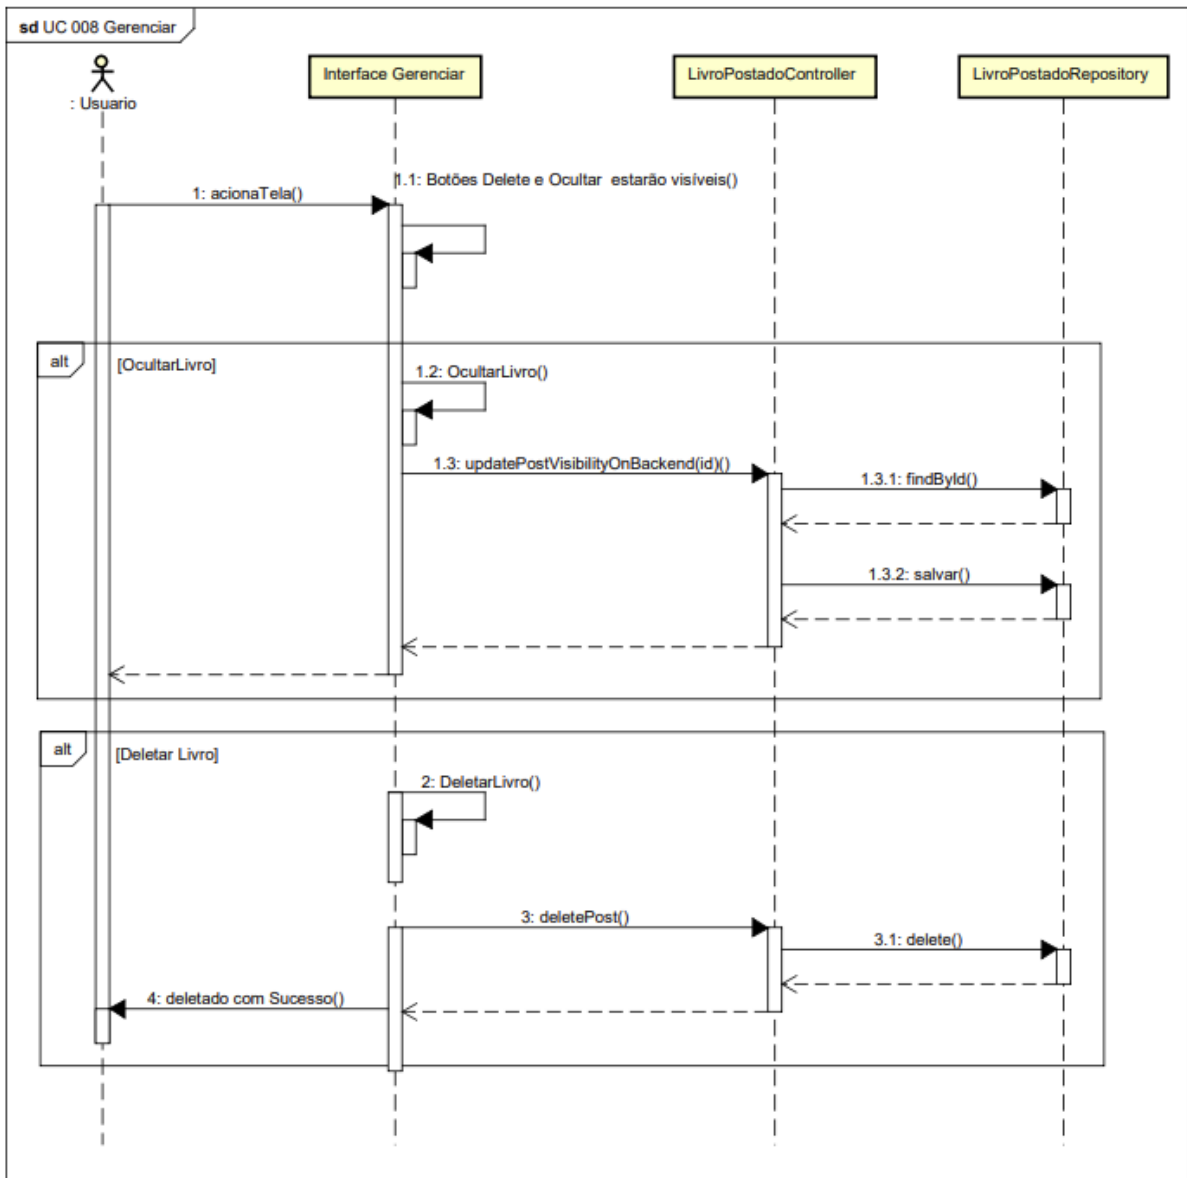 sd UC 008 Gerenciar
: Usuario
Interface Gerenciar
LivroPostadoController
LivroPostadoRepository
1: acionaTela()
1.1: Botões Delete e Ocultar estarão visíveis()
alt
[OcultarLivro]
1.2: OcultarLivro()
1.3: updatePostVisibilityOnBackend(id)()
1.3.1: findById()
1.3.2: salvar()
alt
[Deletar Livro]
2: DeletarLivro()
3: deletePost()
3.1: delete()
4: deletado com Sucesso()